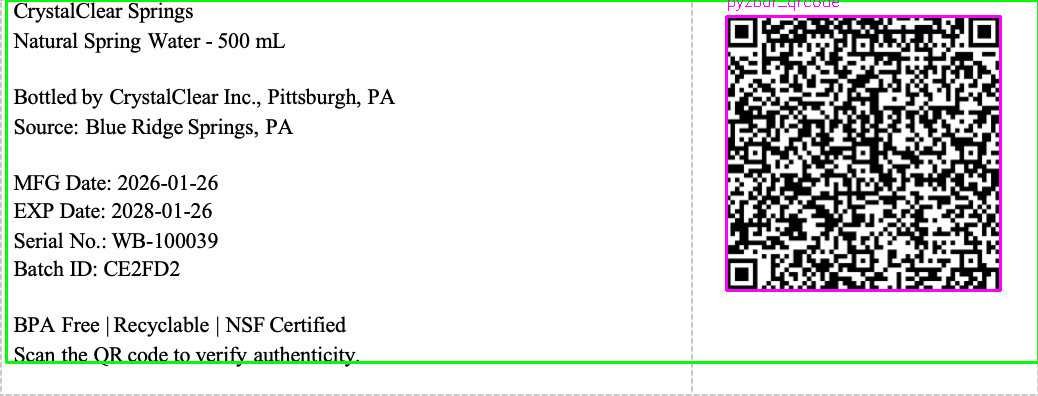 CrystalClear Springs
Natural Spring Water - 500 mL
Bottled by CrystalClear Inc., Pittsburgh, PA
Source: Blue Ridge Springs, PA
MFG Date: 2026-01-26
EXP Date: 2028-01-26
Serial No.: WB-100039
Batch ID: CE2FD2
BPA Free | Recyclable | NSF Certified
Scan the QR code to verify authenticity.
pyzbar_qrcode